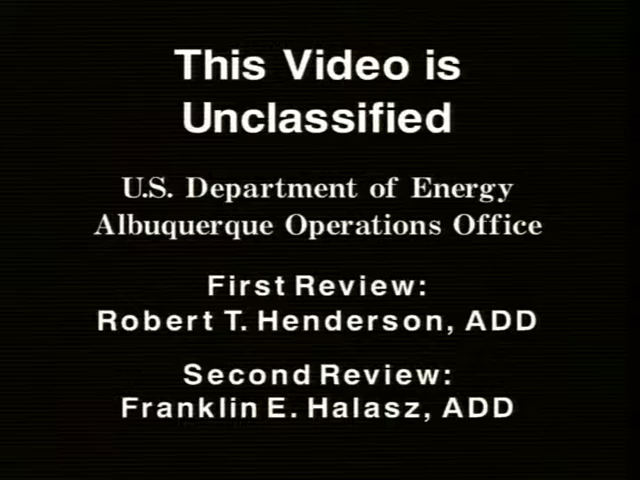 This Video is
Unclassified
U.S. Department of Energy
Albuquerque Operations Office
First Review:
Robert T. Henderson, ADD
Second Review:
Franklin E. Halasz, ADD